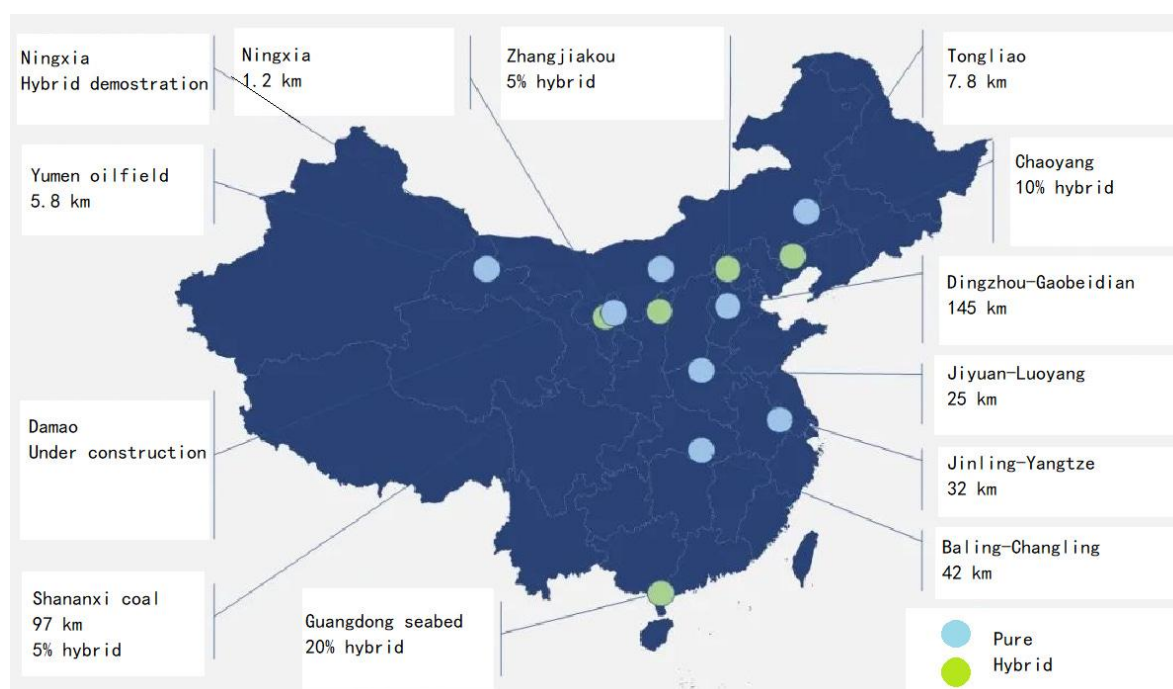 Ningxia
Hybrid demostration
Ningxia
1.2 km
Zhangjiakou
5% hybrid
Tongliao
7.8 km
Yumen oilfield
5.8 km
Chaoyang
10% hybrid
Dingzhou-Gaobeidian
145 km
Jiyuan-Luoyang
25 km
Damao
Under construction
Jinling-Yangtze
32 km
Baling-Changling
42 km
Shananxi coal
97 km
5% hybrid
Guangdong seabed
20% hybrid
Pure
Hybrid